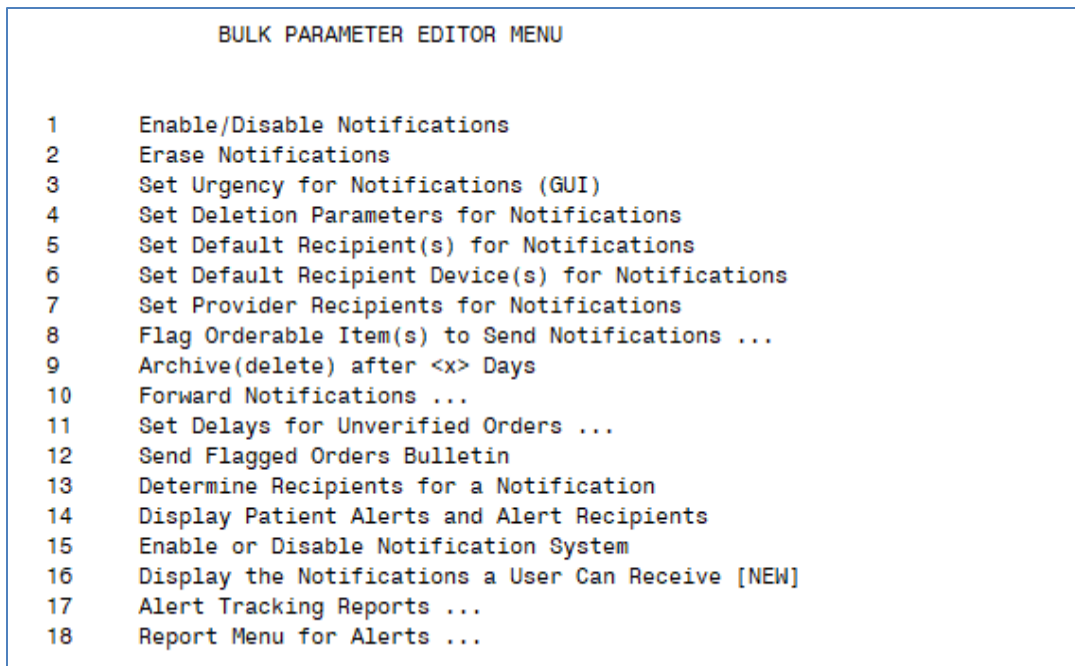 BULK PARAMETER EDITOR MENU
1 Enable/Disable Notifications
2 Erase Notifications
3 Set Urgency for Notifications (GUI)
4 Set Deletion Parameters for Notifications
5 Set Default Recipient(s) for Notifications
6 Set Default Recipient Device(s) for Notifications
7 Set Provider Recipients for Notifications
8 Flag Orderable Item(s) to Send Notifications ...
9 Archive(delete) after <x> Days
10 Forward Notifications ...
11 Set Delays for Unverified Orders ...
12 Send Flagged Orders Bulletin
13 Determine Recipients for a Notification
14 Display Patient Alerts and Alert Recipients
15 Enable or Disable Notification System
16 Display the Notifications a User Can Receive [NEW]
17 Alert Tracking Reports ...
18 Report Menu for Alerts ...